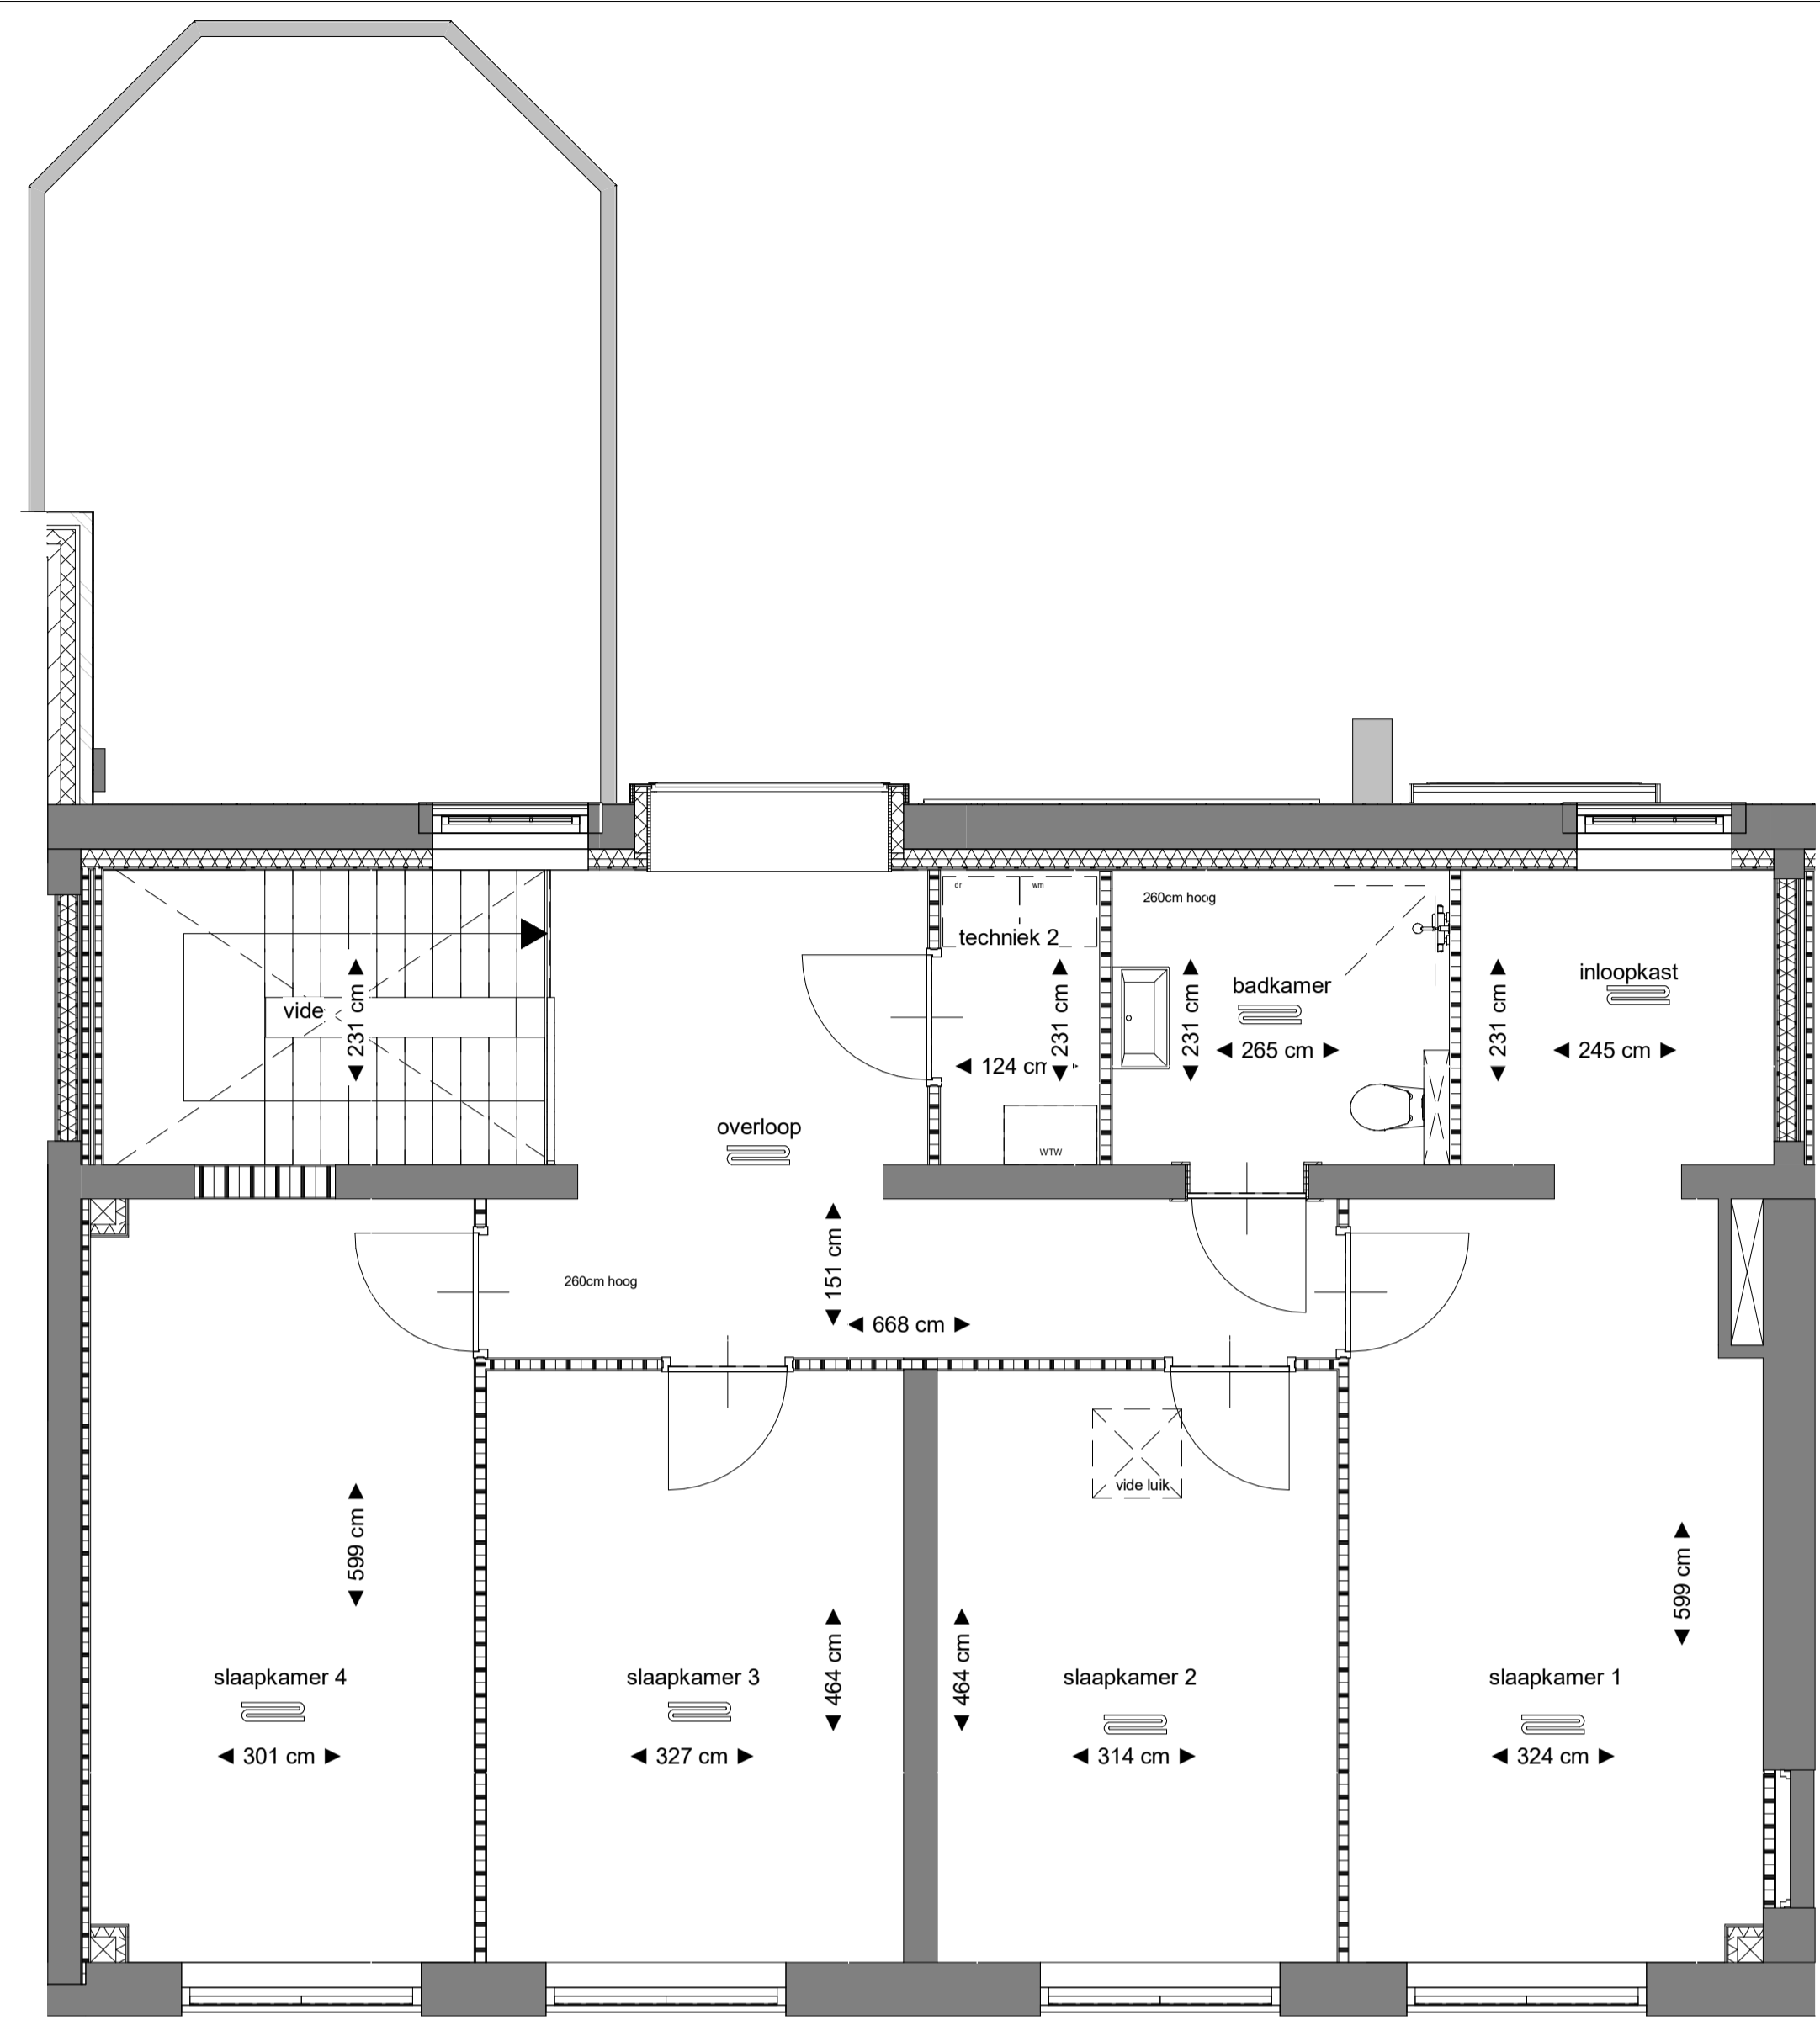 dr
wm
260cm hoog
techniek 2
inloopkast
badkamer
vide
231 cm
231 cm
231 cm
231 cm
124 cm
265 cm
245 cm
overloop
WTW
151 cm
260cm hoog
668 cm
vide luik
599 cm
599 cm
464 cm
464 cm
slaapkamer 4
slaapkamer 3
slaapkamer 2
slaapkamer 1
301 cm
327 cm
314 cm
324 cm